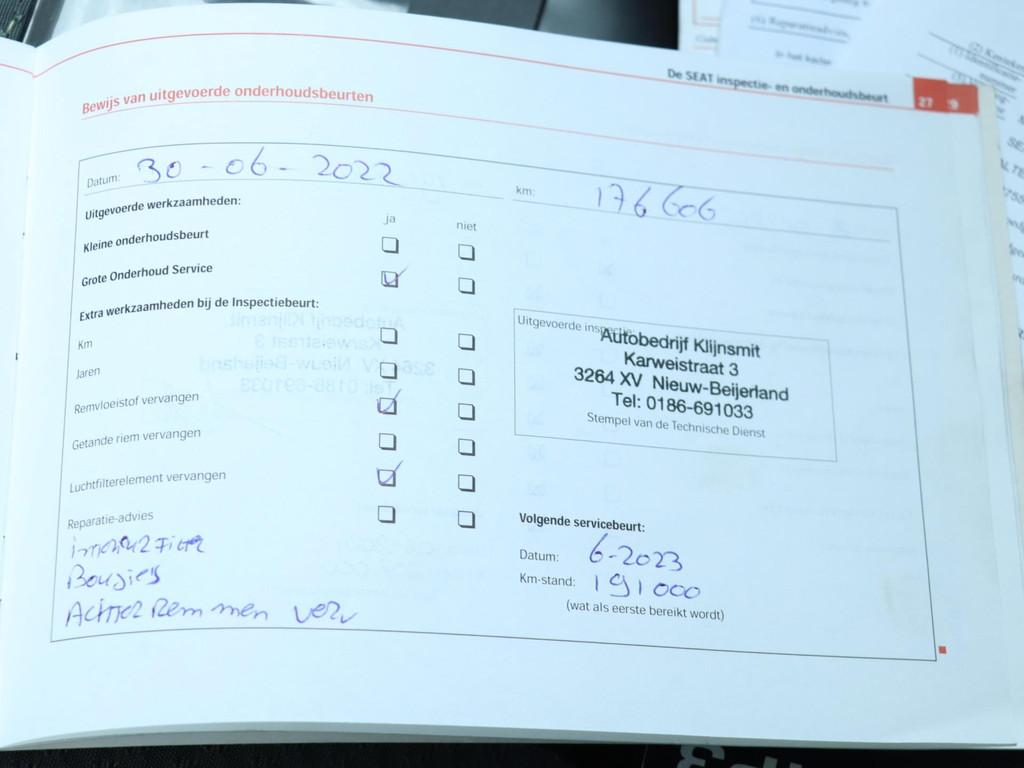 De SEAT inspectie- en onderhoudsbeurt
27
9
Bewijs van uitgevoerde onderhoudsbeurten
Datum: 30-06-2022
km: 176606
Uitgevoerde werkzaamheden:
ja
niet
Kleine onderhoudsbeurt
Grote Onderhoud Service
Extra werkzaamheden bij de Inspectiebeurt:
Km
Jaren
Remvloeistof vervangen
Getande riem vervangen
Luchtfilterelement vervangen
Reparatie-advies
Bougies
Achter Remmen verv
Uitgevoerde inspectie:
Autobedrijf Klijnsmit
Karweistraat 3
3264 XV Nieuw-Beijerland
Tel: 0186-691033
Stempel van de Technische Dienst
Volgende servicebeurt:
Datum: 6-2023
Km-stand: 191000
(wat als eerste bereikt wordt)